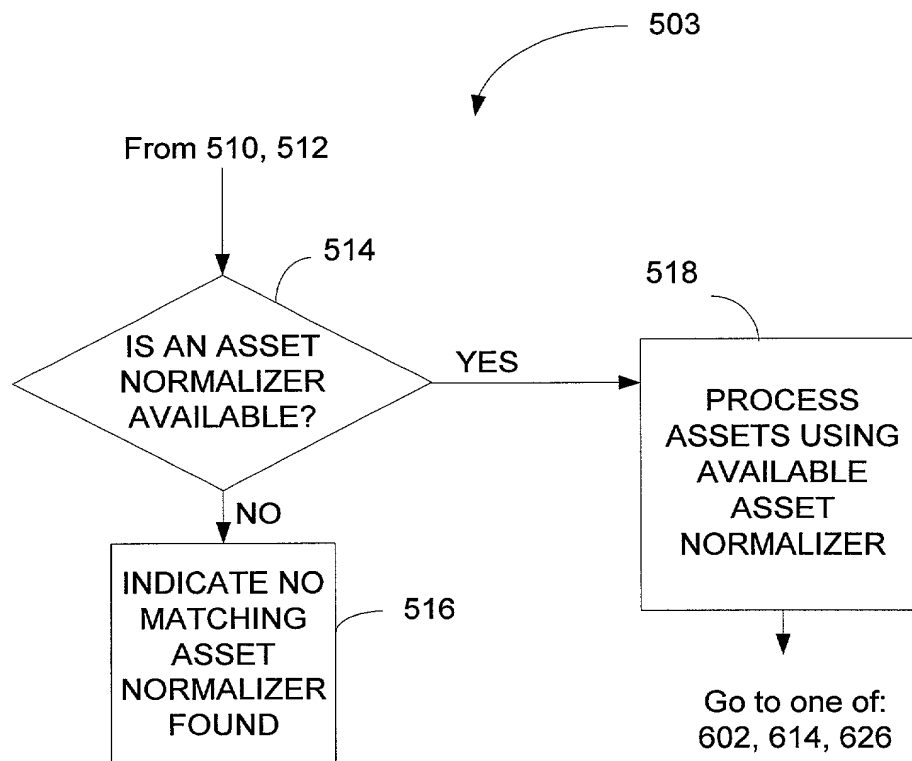 503
From 510, 512
514
IS AN ASSET
NORMALIZER
AVAILABLE?
YES
518
PROCESS
ASSETS USING
AVAILABLE
ASSET
NORMALIZER
NO
INDICATE NO
MATCHING
ASSET
NORMALIZER
FOUND
516
Go to one of:
602, 614, 626